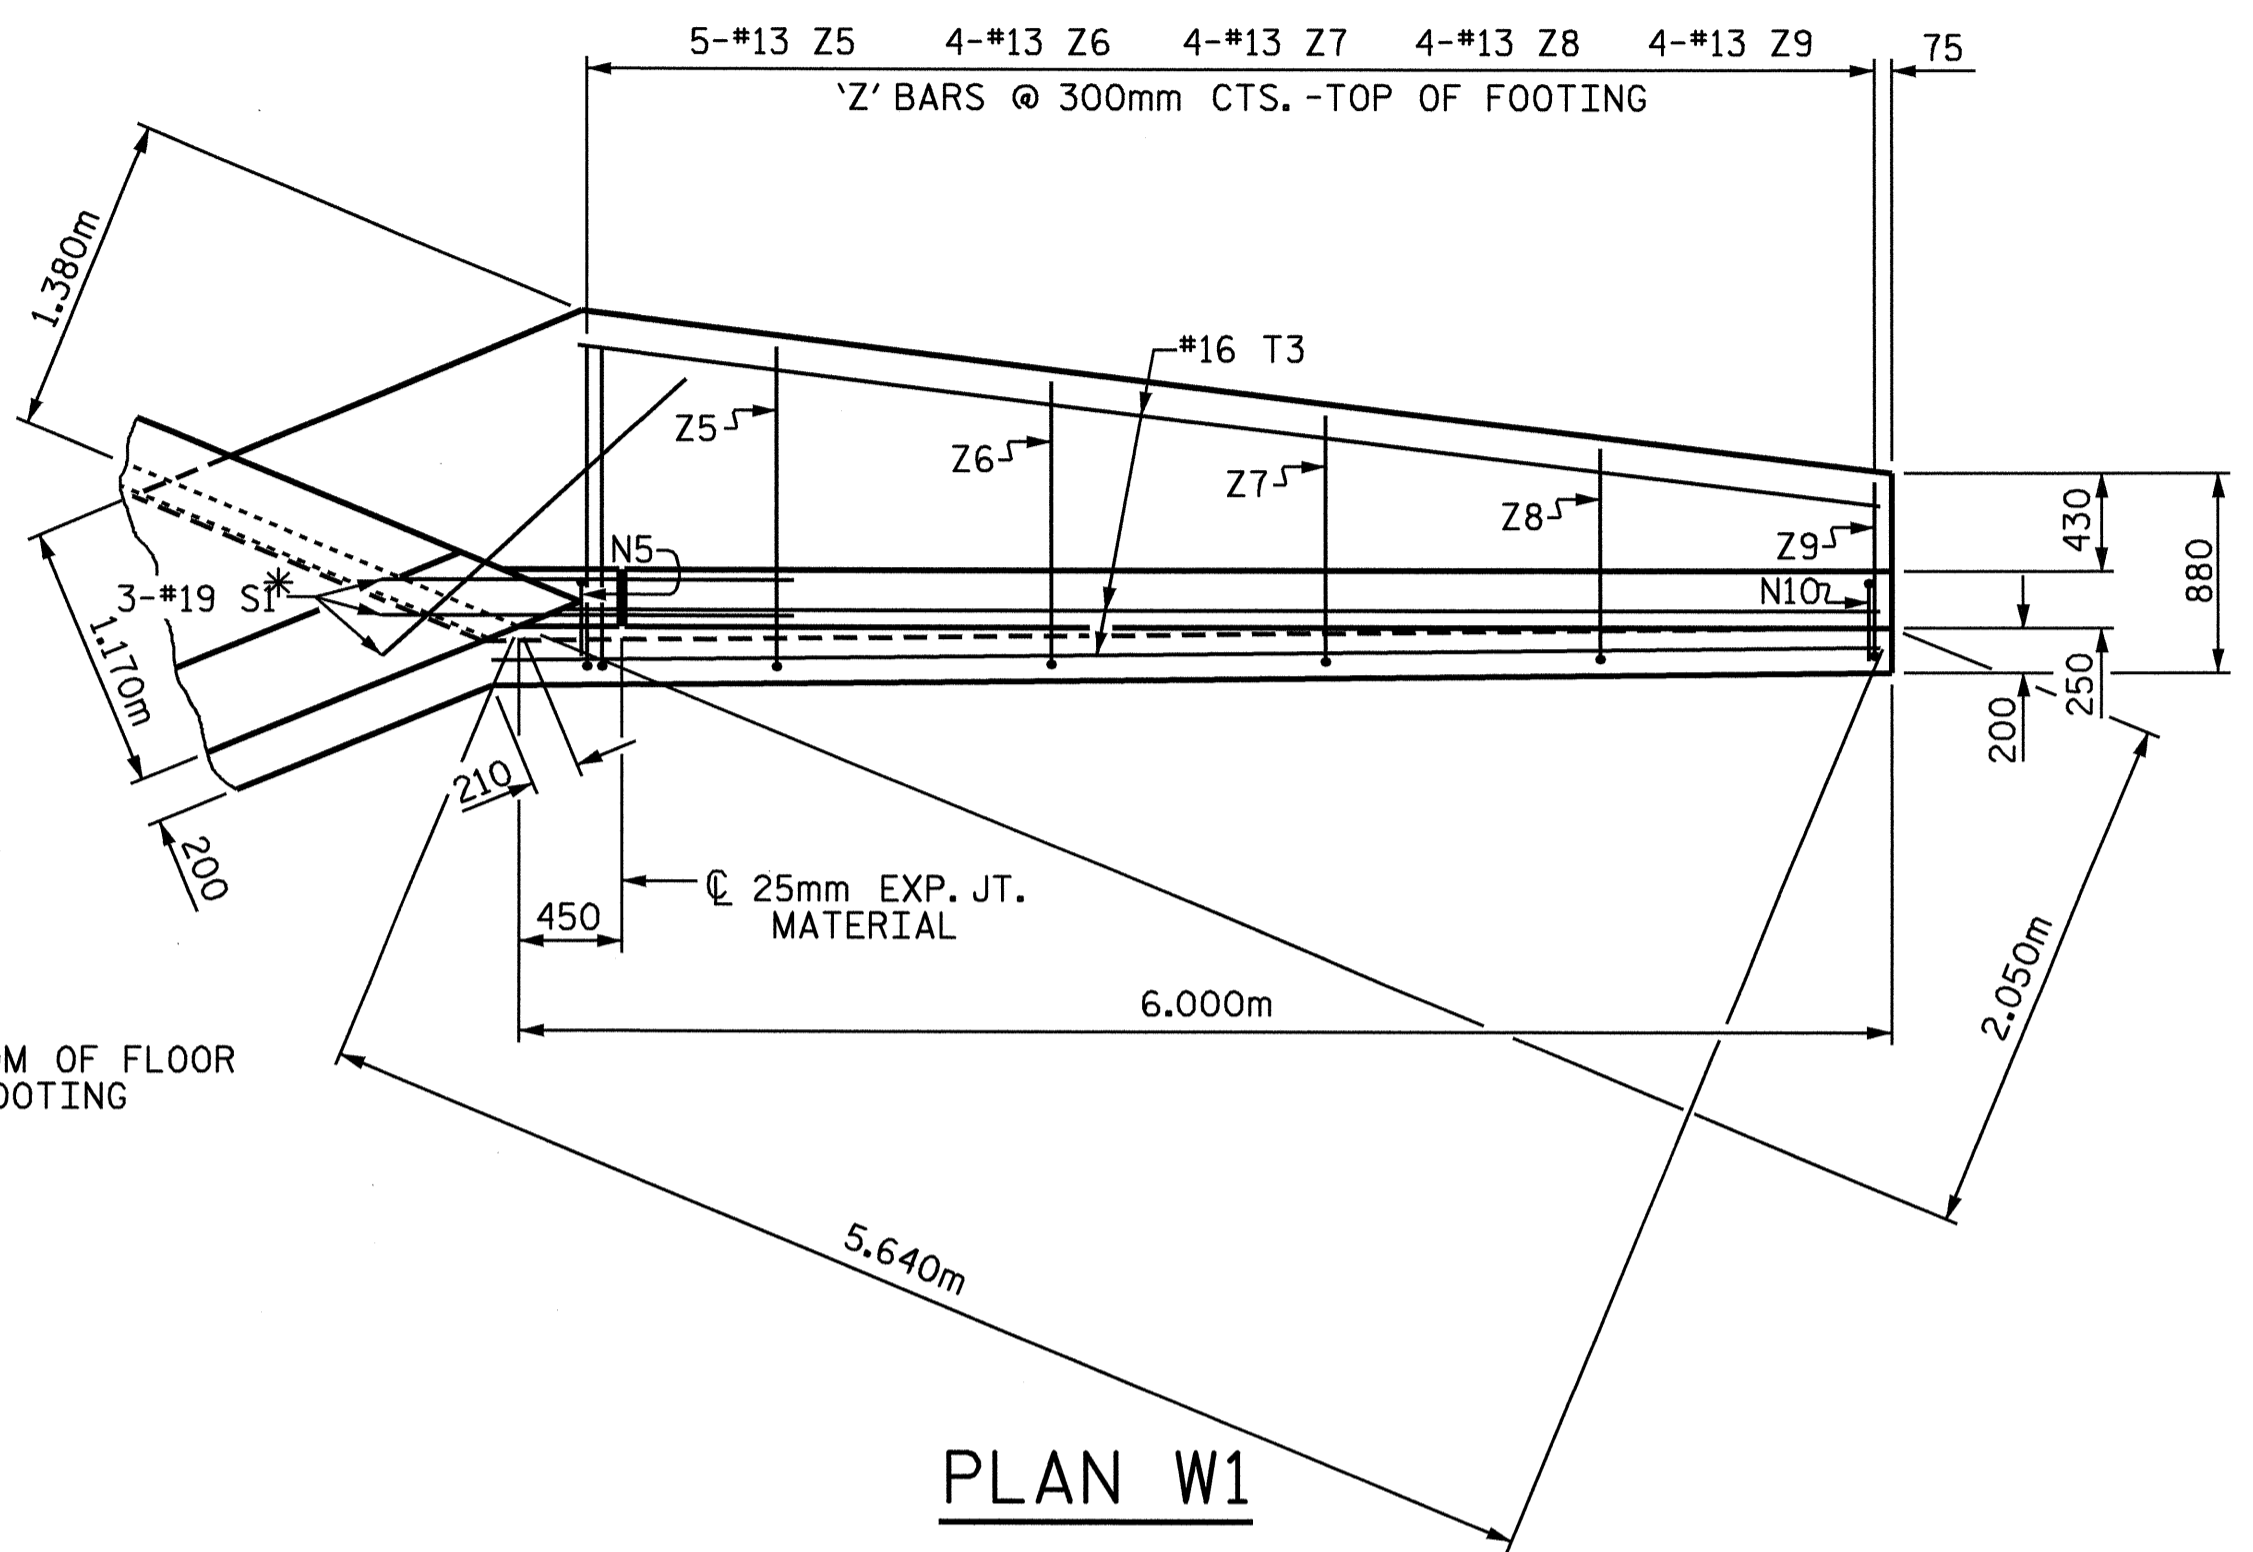 5-#13 Z5 4-#13 Z6 4-#13 Z7 4-#13 Z8 4-#13 Z9 75
'Z' BARS @ 300mm CTS.-TOP OF FOOTING
1.380m
#16 T3
Z5
Z6
Z7
Z8
Z9
N5
N10
430
880
3-#19 S1*
1.170m
250
200
210
200
℄ 25mm EXP. JT.
MATERIAL
450
6.000m
2.050m
M OF FLOOR
OOTING
5.640m
PLAN W1